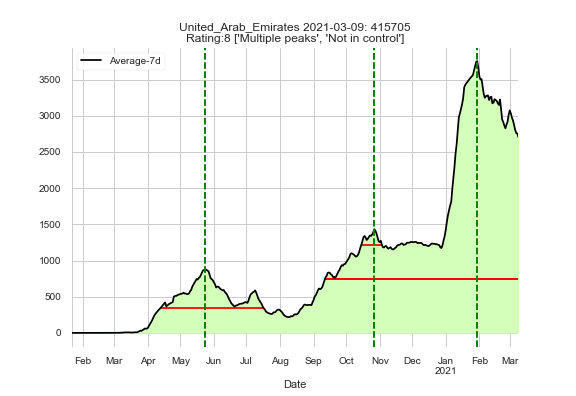 United_Arab_Emirates 2021-03-09: 415705
Rating:8 ['Multiple peaks', 'Not in control']
Average-7d
3500
3000
2500
2000
1500
1000
500
0
Feb Mar Apr May Jun Jul Aug Sep Oct Nov Dec Jan Feb Mar
2021
Date